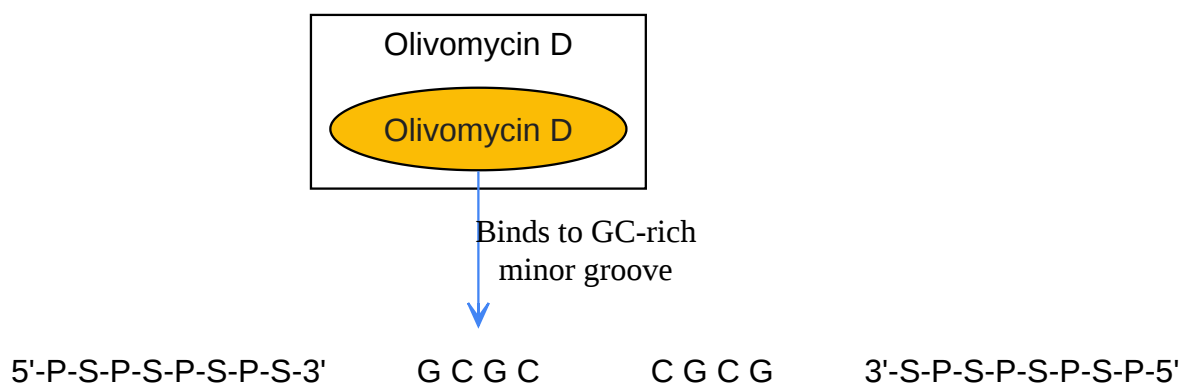 Olivomycin D
Olivomycin D
Binds to GC-rich
minor groove
5'-P-S-P-S-P-S-P-S-3' G C G C C G C G 3'-S-P-S-P-S-P-S-P-5'